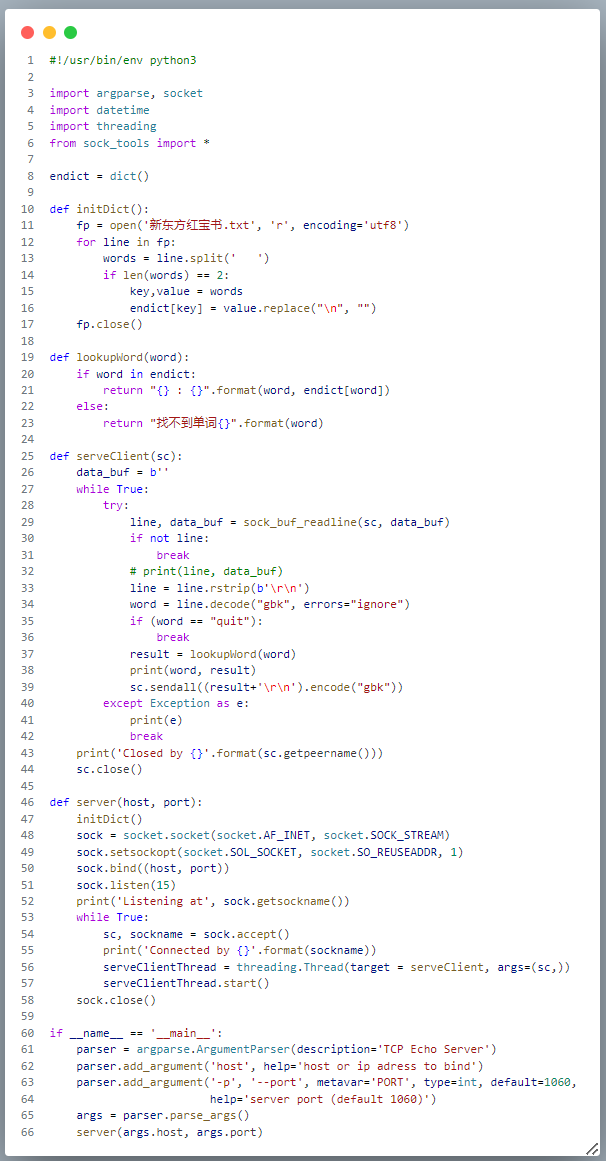 1 #!/usr/bin/env python3
2
3 import argparse, socket
4 import datetime
5 import threading
6 from sock_tools import *
7
8 endict = dict()
9
10 def initDict():
11     fp = open('新东方红宝书.txt', 'r', encoding='utf8')
12     for line in fp:
13         words = line.split('   ')
14         if len(words) == 2:
15             key,value = words
16             endict[key] = value.replace("\n", "")
17     fp.close()
18
19 def lookupWord(word):
20     if word in endict:
21         return "{} : {}".format(word, endict[word])
22     else:
23         return "找不到单词{}".format(word)
24
25 def serveClient(sc):
26     data_buf = b''
27     while True:
28         try:
29             line, data_buf = sock_buf_readline(sc, data_buf)
30             if not line:
31                 break
32             # print(line, data_buf)
33             line = line.rstrip(b'\r\n')
34             word = line.decode("gbk", errors="ignore")
35             if (word == "quit"):
36                 break
37             result = lookupWord(word)
38             print(word, result)
39             sc.sendall((result+'\r\n').encode("gbk"))
40         except Exception as e:
41             print(e)
42             break
43     print('Closed by {}'.format(sc.getpeername()))
44     sc.close()
45
46 def server(host, port):
47     initDict()
48     sock = socket.socket(socket.AF_INET, socket.SOCK_STREAM)
49     sock.setsockopt(socket.SOL_SOCKET, socket.SO_REUSEADDR, 1)
50     sock.bind((host, port))
51     sock.listen(15)
52     print('Listening at', sock.getsockname())
53     while True:
54         sc, sockname = sock.accept()
55         print('Connected by {}'.format(sockname))
56         serveClientThread = threading.Thread(target = serveClient, args=(sc,))
57         serveClientThread.start()
58     sock.close()
59
60 if __name__ == '__main__':
61     parser = argparse.ArgumentParser(description='TCP Echo Server')
62     parser.add_argument('host', help='host or ip adress to bind')
63     parser.add_argument('-p', '--port', metavar='PORT', type=int, default=1060,
64                         help='server port (default 1060)')
65     args = parser.parse_args()
66     server(args.host, args.port)